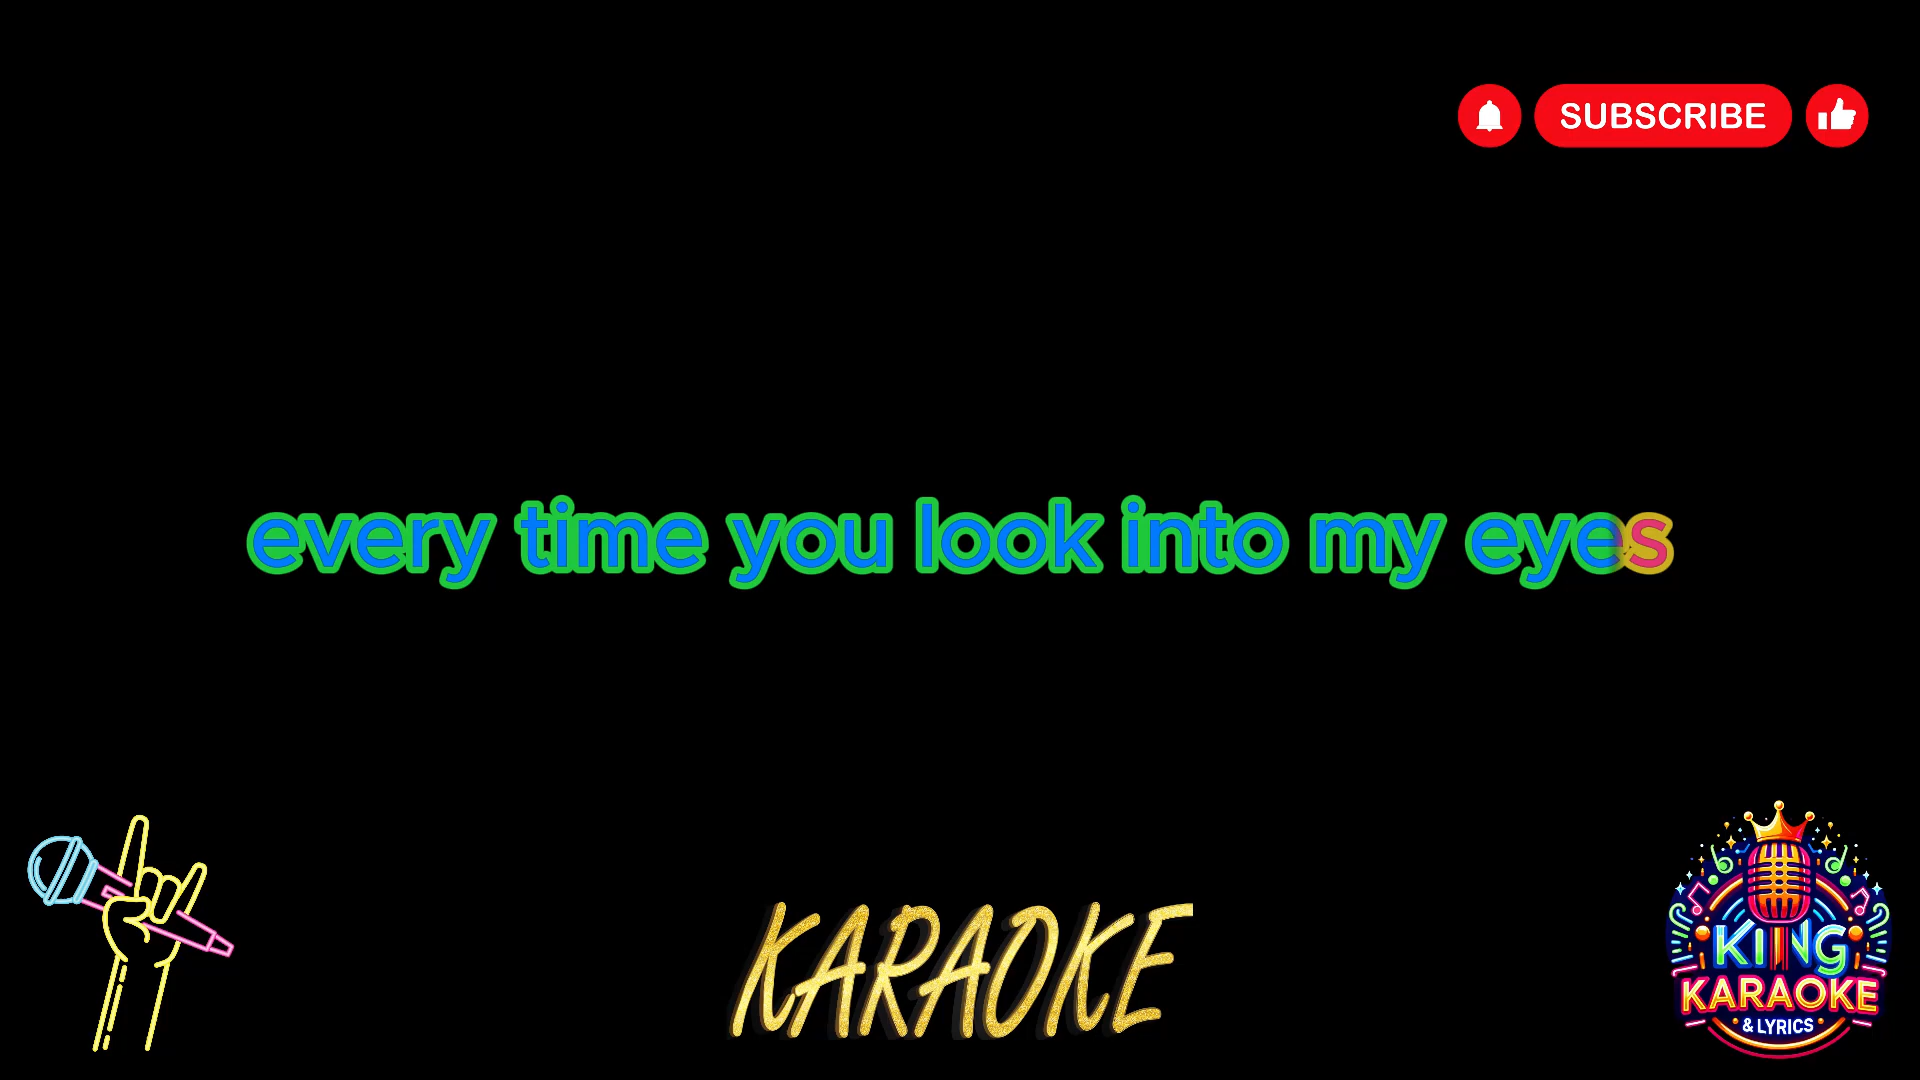 SUBSCRIBE
every time you look into my eyes
KARAOKE
KING
KARAOKE
& LYRICS